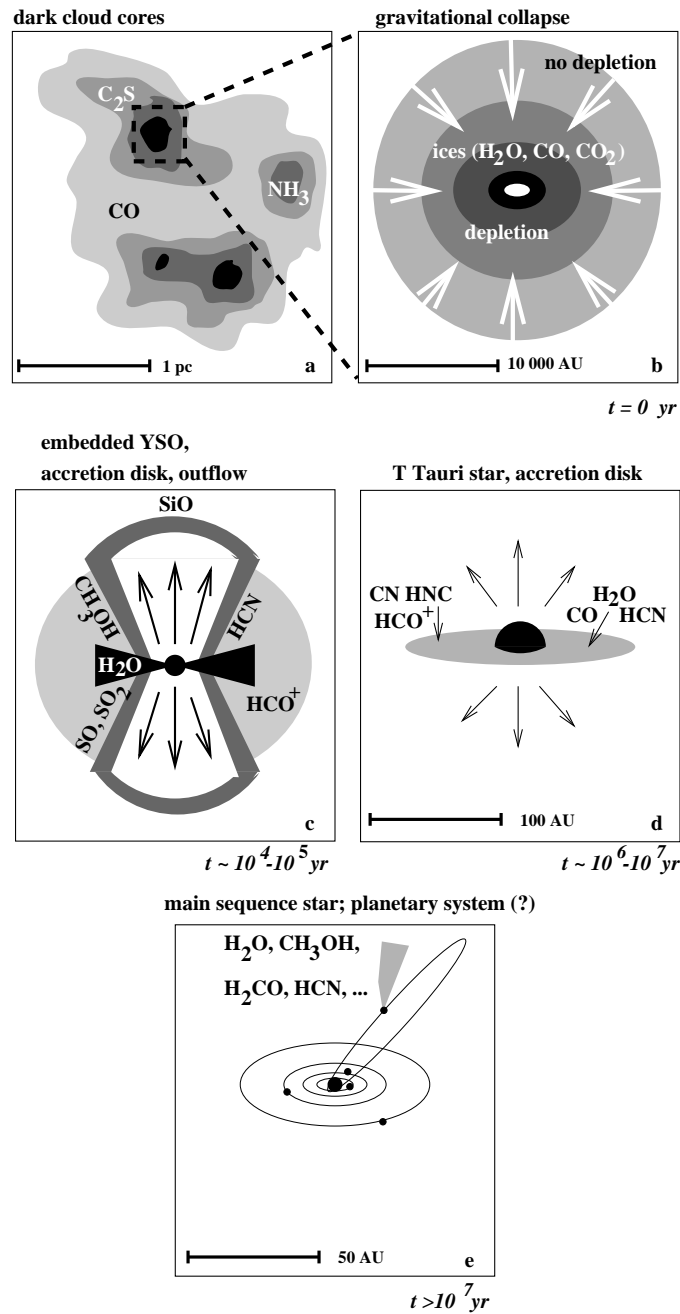 dark cloud cores
C2S
NH3
CO
1 pc
a
gravitational collapse
no depletion
ices (H2O, CO, CO2)
depletion
10 000 AU
b
t = 0 yr
embedded YSO,
accretion disk, outflow
SiO
CH3OH
HCN
H2O
SO, SO2
HCO+
c
t ~ 10^4-10^5 yr
T Tauri star, accretion disk
CN HNC
HCO+
H2O
CO HCN
100 AU
d
t ~ 10^6-10^7 yr
main sequence star; planetary system (?)
H2O, CH3OH,
H2CO, HCN, ...
50 AU
e
t >10^7 yr